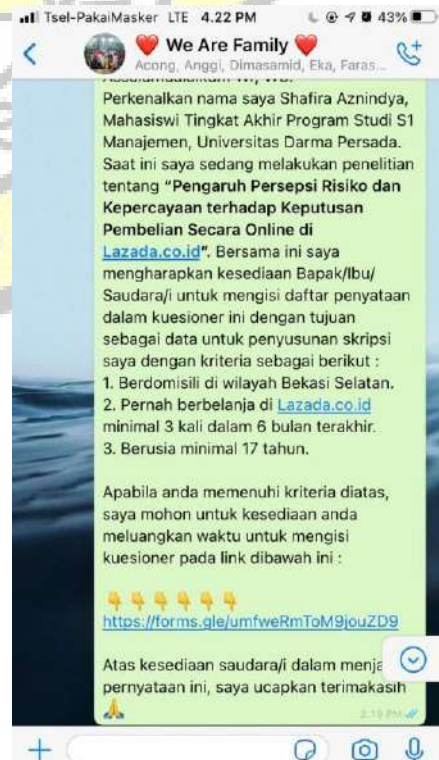 Tsel-PakaiMasker LTE 4.22 PM 43%
❤️ We Are Family ❤️
Acong, Anggi, Dimasamid, Eka, Faras...
Perkenalkan nama saya Shafira Aznindya,
Mahasiswi Tingkat Akhir Program Studi S1
Manajemen, Universitas Darma Persada.
Saat ini saya sedang melakukan penelitian
tentang "Pengaruh Persepsi Risiko dan
Kepercayaan terhadap Keputusan
Pembelian Secara Online di
Lazada.co.id". Bersama ini saya
mengharapkan kesediaan Bapak/Ibu/
Saudara/i untuk mengisi daftar penyataan
dalam kuesioner ini dengan tujuan
sebagai data untuk penyusunan skripsi
saya dengan kriteria sebagai berikut :
1. Berdomisili di wilayah Bekasi Selatan.
2. Pernah berbelanja di Lazada.co.id
minimal 3 kali dalam 6 bulan terakhir.
3. Berusia minimal 17 tahun.
Apabila anda memenuhi kriteria diatas,
saya mohon untuk kesediaan anda
meluangkan waktu untuk mengisi
kuesioner pada link dibawah ini :
👇👇👇👇👇👇
https://forms.gle/umfweRmToM9jouZD9
Atas kesediaan saudara/i dalam menja
pernyataan ini, saya ucapkan terimakasih
🙏